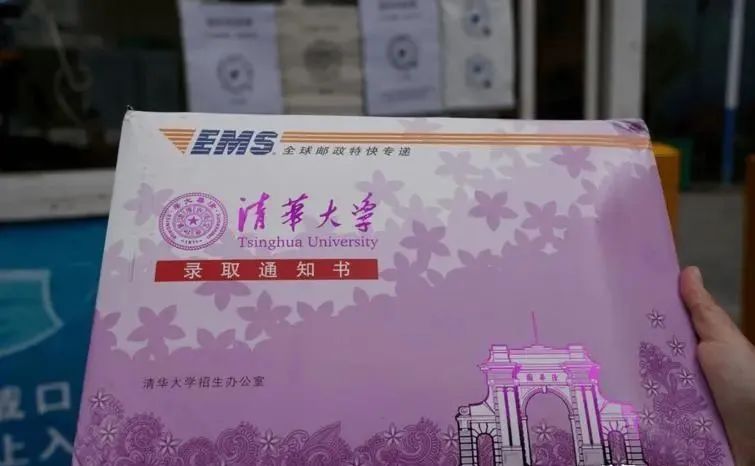 EMS 全球邮政特快专递
清华大学
Tsinghua University
录取通知书
清华大学招生办公室